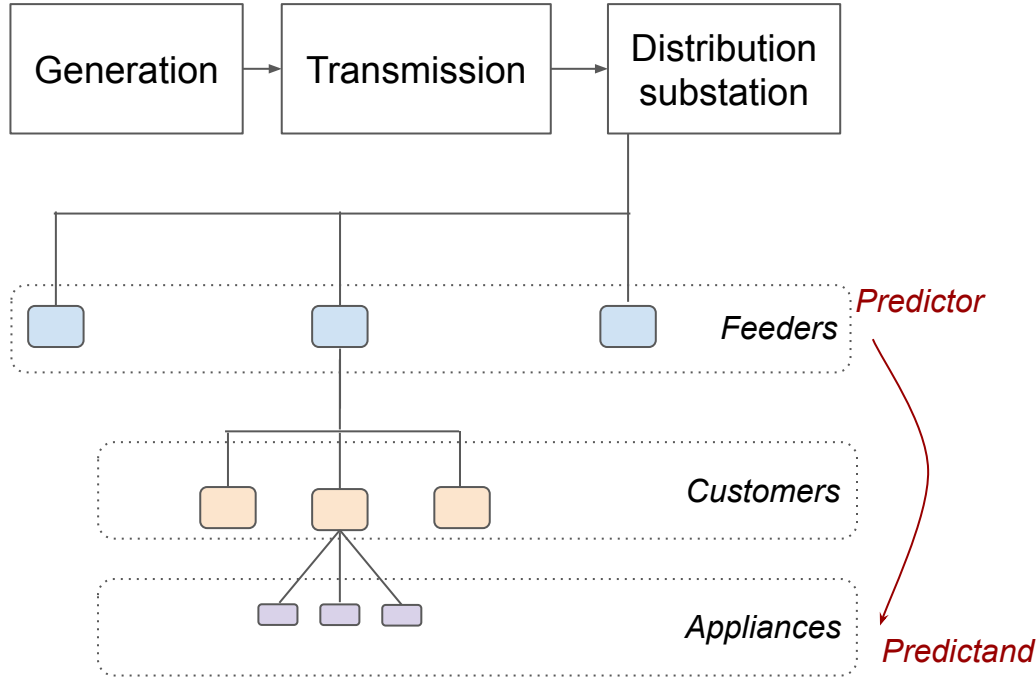 Generation
Transmission
Distribution
substation
Predictor
Feeders
Customers
Appliances
Predictand